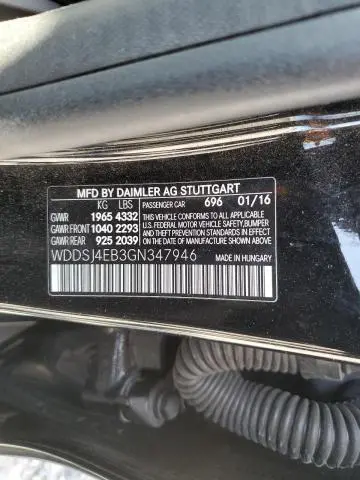 MFD BY DAIMLER AG STUTTGART
KG LBS PASSENGER CAR 696 01/16
GVWR 1965 4332 THIS CAR CONFORMS TO ALL APPLICABLE
GAWR FRONT 1040 2293 U.S. FEDERAL MOTOR VEHICLE SAFETY, BUMPER
GAWR REAR 925 2039 AND THEFT PREVENTION STANDARDS IN
EFFECT ON THE DATE OF MANUFACTURE SHOWN ABOVE.
WDDSJ4EB3GN347946 MADE IN HUNGARY